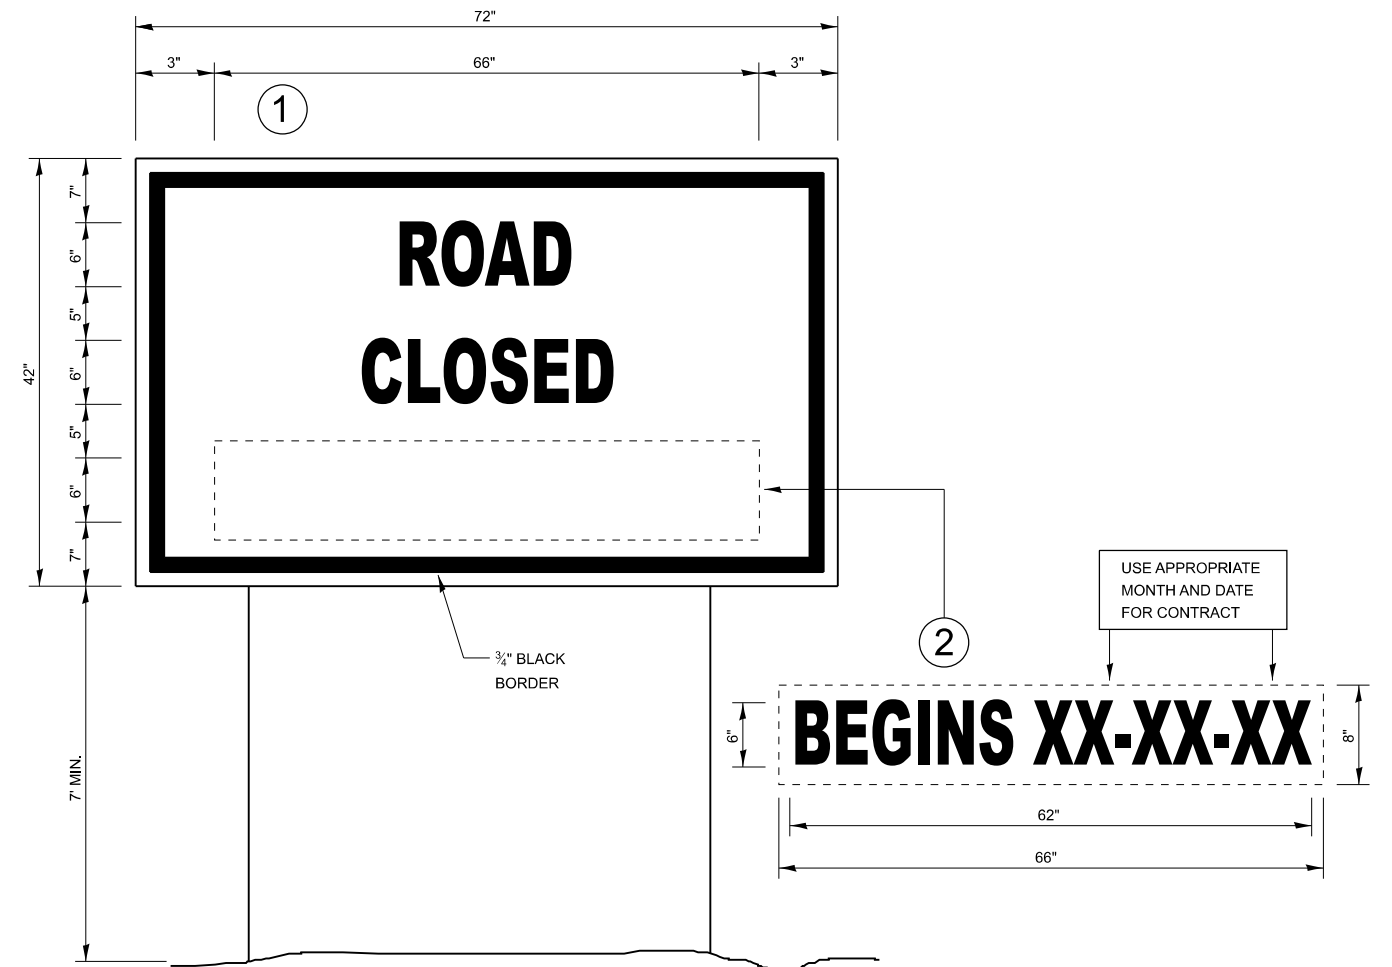 72"
3" 66" 3"
1
7"
6"
5"
6"
5"
6"
7"
42"
ROAD
CLOSED
2
¾" BLACK
BORDER
7' MIN.
USE APPROPRIATE
MONTH AND DATE
FOR CONTRACT
6"
BEGINS XX-XX-XX
8"
62"
66"